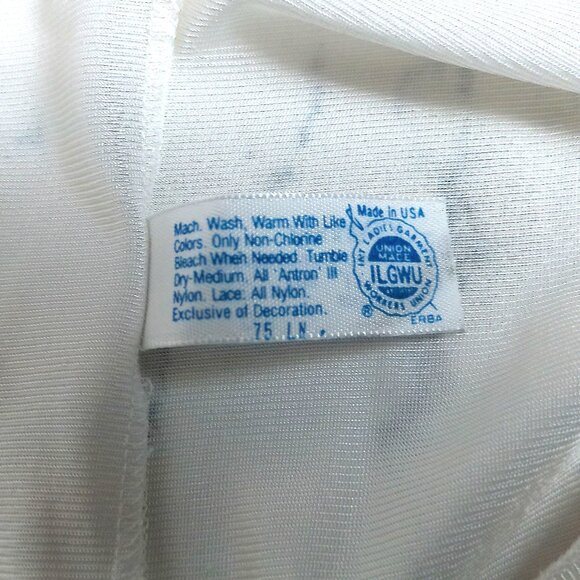 Mach. Wash, Warm With Like
Colors. Only Non-Chlorine
Bleach When Needed. Tumble
Dry-Medium. All 'Antron' III
Nylon. Lace: All Nylon.
Exclusive of Decoration.
75 LN
Made in USA
INT LADIES GARMENT
WORKERS UNION
UNION
MADE
ILGWU
®
ERBA